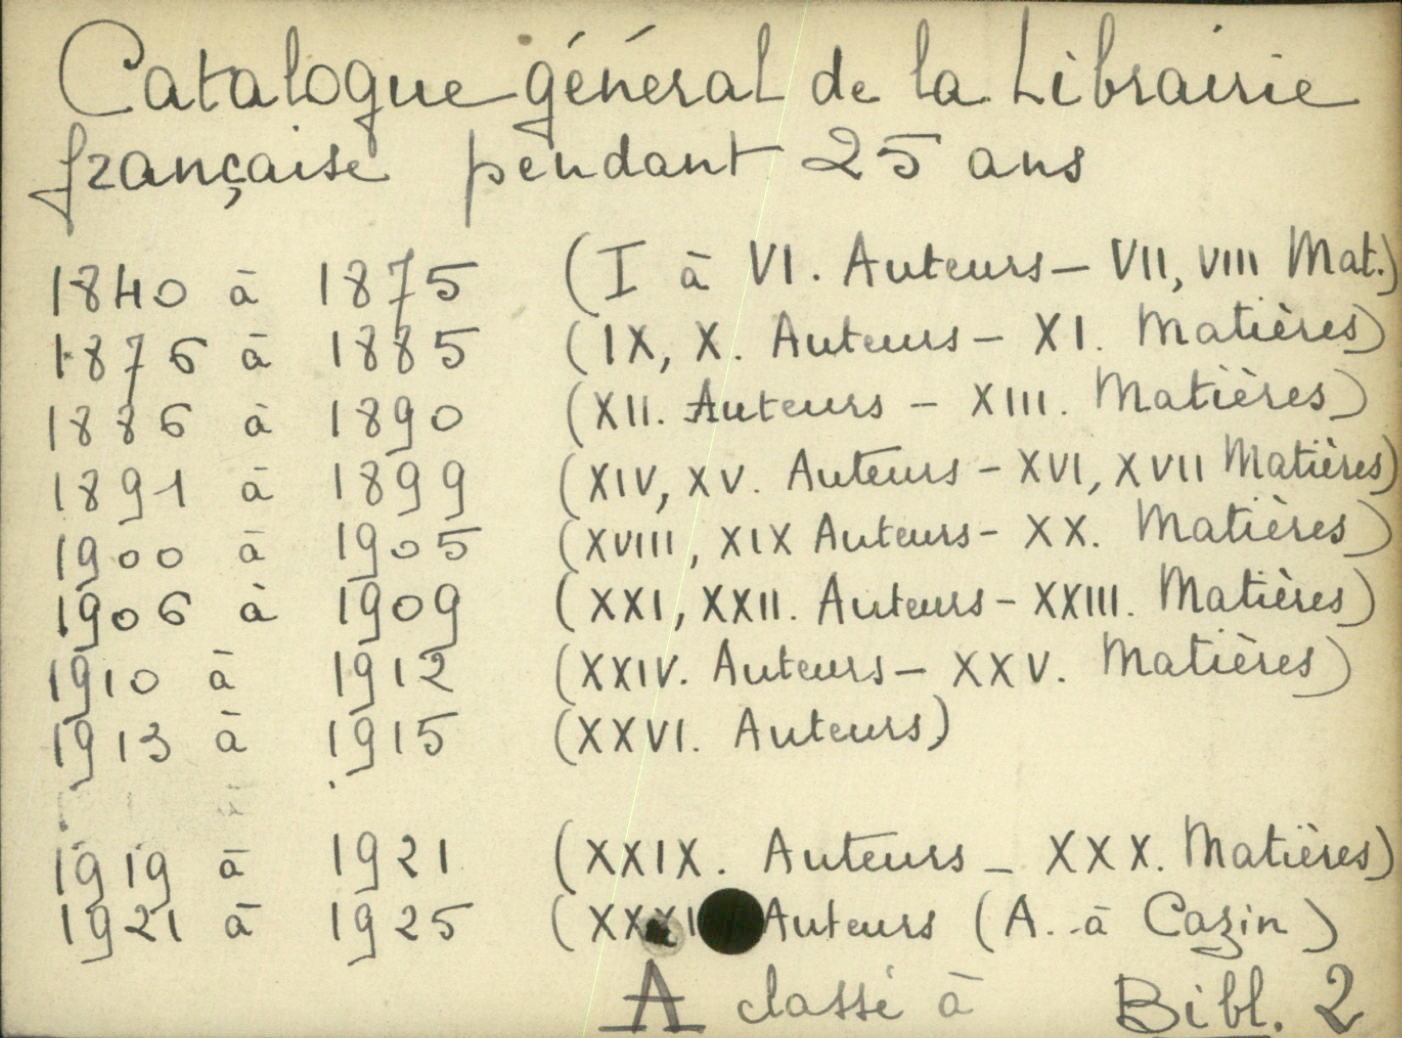 Catalogue général de la Librairie
française pendant 25 ans
1840 à 1875 (I à VI. Auteurs - VII, VIII Mat.)
1876 à 1885 (IX, X. Auteurs - XI. Matières)
1886 à 1890 (XII. Auteurs - XIII. Matières)
1891 à 1899 (XIV, XV. Auteurs - XVI, XVII Matières)
1900 à 1905 (XVIII, XIX Auteurs - XX. Matières)
1906 à 1909 (XXI, XXII. Auteurs - XXIII. Matières)
1910 à 1912 (XXIV. Auteurs - XXV. Matières)
1913 à 1915 (XXVI. Auteurs)
1919 à 1921 (XXIX. Auteurs - XXX. Matières)
1921 à 1925 Auteurs (A. à Cazin)
A classé à Bibl. 2